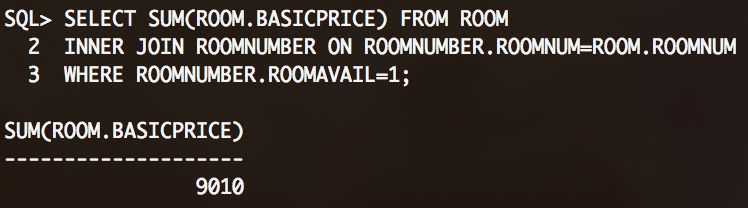 SQL> SELECT SUM(ROOM.BASICPRICE) FROM ROOM
  2  INNER JOIN ROOMNUMBER ON ROOMNUMBER.ROOMNUM=ROOM.ROOMNUM
  3  WHERE ROOMNUMBER.ROOMAVAIL=1;

SUM(ROOM.BASICPRICE)
--------------------
                9010